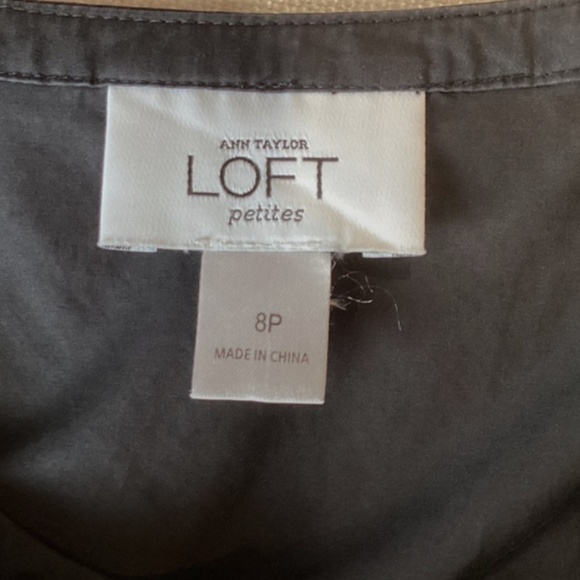 ANN TAYLOR
LOFT
petites
8P
MADE IN CHINA